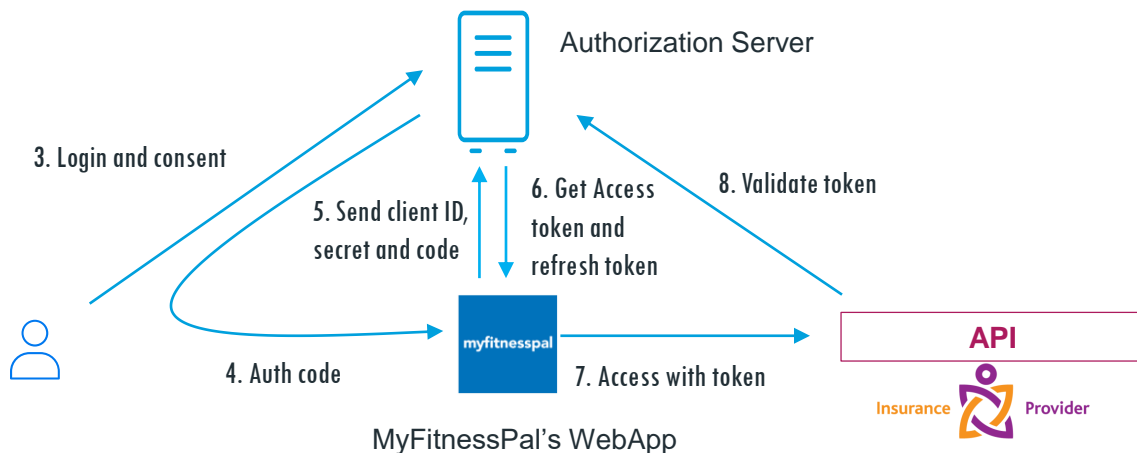 Authorization Server
3. Login and consent
5. Send client ID,
secret and code
6. Get Access
token and
refresh token
8. Validate token
myfitnesspal
4. Auth code
7. Access with token
API
Insurance Provider
MyFitnessPal's WebApp